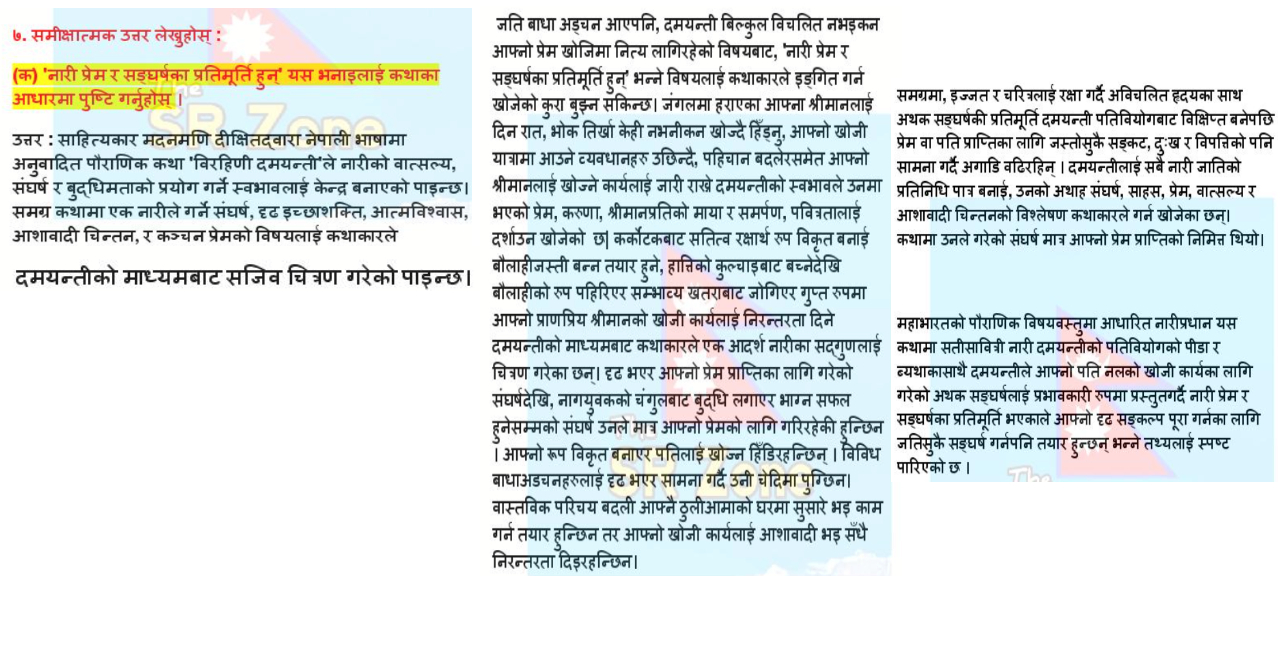 ७. समीक्षात्मक उत्तर लेख्नुहोस् :
(क) 'नारी प्रेम र सङ्घर्षका प्रतिमूर्ति हुन्' यस भनाइलाई कथाका
आधारमा पुष्टि गर्नुहोस् ।
उत्तर : साहित्यकार मदनमणि दीक्षितद्वारा नेपाली भाषामा
अनुवादित पौराणिक कथा 'विरहिणी दमयन्ती'ले नारीको वात्सल्य,
संघर्ष र बुद्धिमताको प्रयोग गर्ने स्वभावलाई केन्द्र बनाएको पाइन्छ।
समग्र कथामा एक नारीले गर्ने संघर्ष, दृढ इच्छाशक्ति, आत्मविश्वास,
आशावादी चिन्तन, र कञ्चन प्रेमको विषयलाई कथाकारले
दमयन्तीको माध्यमबाट सजिव चित्रण गरेको पाइन्छ।
जति बाधा अड्चन आएपनि, दमयन्ती बिल्कुल विचलित नभइकन
आफ्नो प्रेम खोजिमा नित्य लागिरहेको विषयबाट, 'नारी प्रेम र
सङ्घर्षका प्रतिमूर्ति हुन्' भन्ने विषयलाई कथाकारले इङ्गित गर्न
खोजेको कुरा बुझ्न सकिन्छ। जंगलमा हराएका आफ्ना श्रीमानलाई
दिन रात, भोक तिर्खा केही नभनीकन खोज्दै हिँड्नु, आफ्नो खोजी
यात्रामा आउने व्यवधानहरु उछिन्दै, पहिचान बदलेरसमेत आफ्नो
श्रीमानलाई खोज्ने कार्यलाई जारी राख्ने दमयन्तीको स्वभावले उनमा
भएको प्रेम, करुणा, श्रीमानप्रतिको माया र समर्पण, पवित्रतालाई
दर्शाउन खोजेको छ| कर्कोटकबाट सतित्व रक्षार्थ रुप विकृत बनाई
बौलाहीजस्ती बन्न तयार हुने, हात्तिको कुल्चाइबाट बच्नेदेखि
बौलाहीको रुप पहिरिएर सम्भाव्य खतराबाट जोगिएर गुप्त रुपमा
आफ्नो प्राणप्रिय श्रीमानको खोजी कार्यलाई निरन्तरता दिने
दमयन्तीको माध्यमबाट कथाकारले एक आदर्श नारीका सद्गुणलाई
चित्रण गरेका छन्। दृढ भएर आफ्नो प्रेम प्राप्तिका लागि गरेको
संघर्षदेखि, नागयुवकको चंगुलबाट बुद्धि लगाएर भाग्न सफल
हुनेसम्मको संघर्ष उनले मात्र आफ्नो प्रेमको लागि गरिरहेकी हुन्छिन
। आफ्नो रूप विकृत बनाएर पतिलाई खोज्न हिँडिरहन्छिन् । विविध
बाधाअडचनहरुलाई दृढ भएर सामना गर्दै उनी चेदिमा पुग्छिन।
वास्तविक परिचय बदली आफ्नै ठुलीआमाको घरमा सुसारे भइ काम
गर्न तयार हुन्छिन तर आफ्नो खोजी कार्यलाई आशावादी भइ सँधै
निरन्तरता दिइरहन्छिन।
समग्रमा, इज्जत र चरित्रलाई रक्षा गर्दै अविचलित हृदयका साथ
अथक सङ्घर्षकी प्रतिमूर्ति दमयन्ती पतिवियोगबाट विक्षिप्त बनेपछि
प्रेम वा पति प्राप्तिका लागि जस्तोसुकै सङ्कट, दुःख र विपत्तिको पनि
सामना गर्दै अगाडि वढिरहिन् । दमयन्तीलाई सबै नारी जातिको
प्रतिनिधि पात्र बनाई, उनको अथाह संघर्ष, साहस, प्रेम, वात्सल्य र
आशावादी चिन्तनको विश्लेषण कथाकारले गर्न खोजेका छन्।
कथामा उनले गरेको संघर्ष मात्र आफ्नो प्रेम प्राप्तिको निमित्त थियो।
महाभारतको पौराणिक विषयवस्तुमा आधारित नारीप्रधान यस
कथामा सतीसावित्री नारी दमयन्तीको पतिवियोगको पीडा र
व्यथाकासाथै दमयन्तीले आफ्नो पति नलको खोजी कार्यका लागि
गरेको अथक सङ्घर्षलाई प्रभावकारी रुपमा प्रस्तुतगर्दै नारी प्रेम र
सङ्घर्षका प्रतिमूर्ति भएकाले आफ्नो दृढ सङ्कल्प पूरा गर्नका लागि
जतिसुकै सङ्घर्ष गर्नपनि तयार हुन्छन् भन्ने तथ्यलाई स्पष्ट
पारिएको छ ।
The
SR Zone
The
SR Zone
The